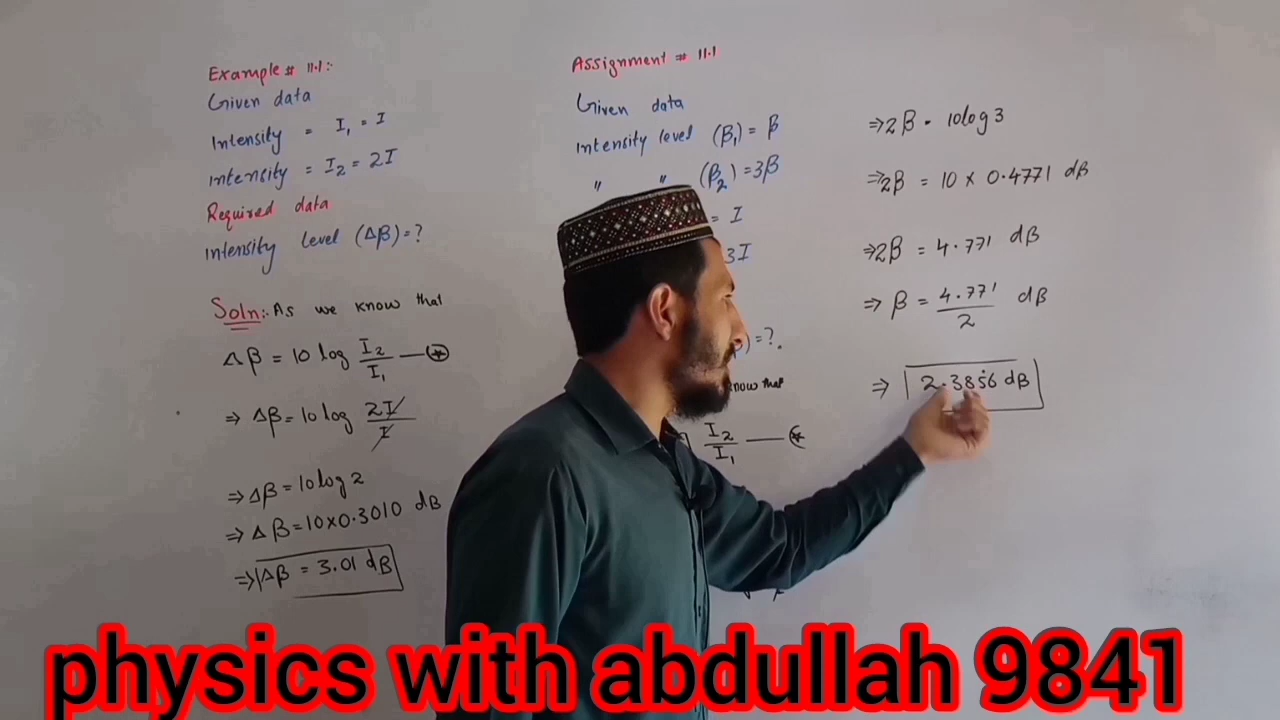 Example # 11.1:
Given data
Intensity = I₁ = I
Intensity = I₂ = 2I
Required data
Intensity level (Δβ) = ?
Soln:. As we know that
Δβ = 10 log I₂/I₁ —⊛
⇒ Δβ = 10 log 2I/I
⇒ Δβ = 10 log 2
⇒ Δβ = 10 x 0.3010 dB
⇒ Δβ = 3.01 dB
Assignment # 11.1
Given data
Intensity level (β₁) = β
" " (β₂) = 3β
= I
3I
) = ?.
know that
I₂/I₁ —⊛
⇒ 2β = 10 log 3
⇒ 2β = 10 x 0.4771 dB
⇒ 2β = 4.771 dB
⇒ β = 4.771/2 dB
⇒ 2.3856 dB
physics with abdullah 9841